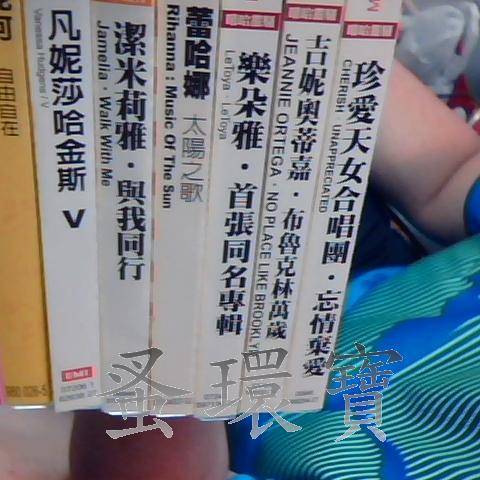 自由自在
凡妮莎哈金斯 V
Vanessa Hudgens / V
EMI
潔米莉雅・與我同行
Jamelia・Walk With Me
蕾哈娜 太陽之歌
Rihanna : Music Of The Sun
樂朵雅・首張同名專輯
LeToya・LeToya
吉妮奧蒂嘉・布魯克林萬歲
JEANNIE ORTEGA・NO PLACE LIKE BROOKLYN
珍愛天女合唱團・忘情棄愛
CHERISH・UNAPPRECIATED
蚤環寶